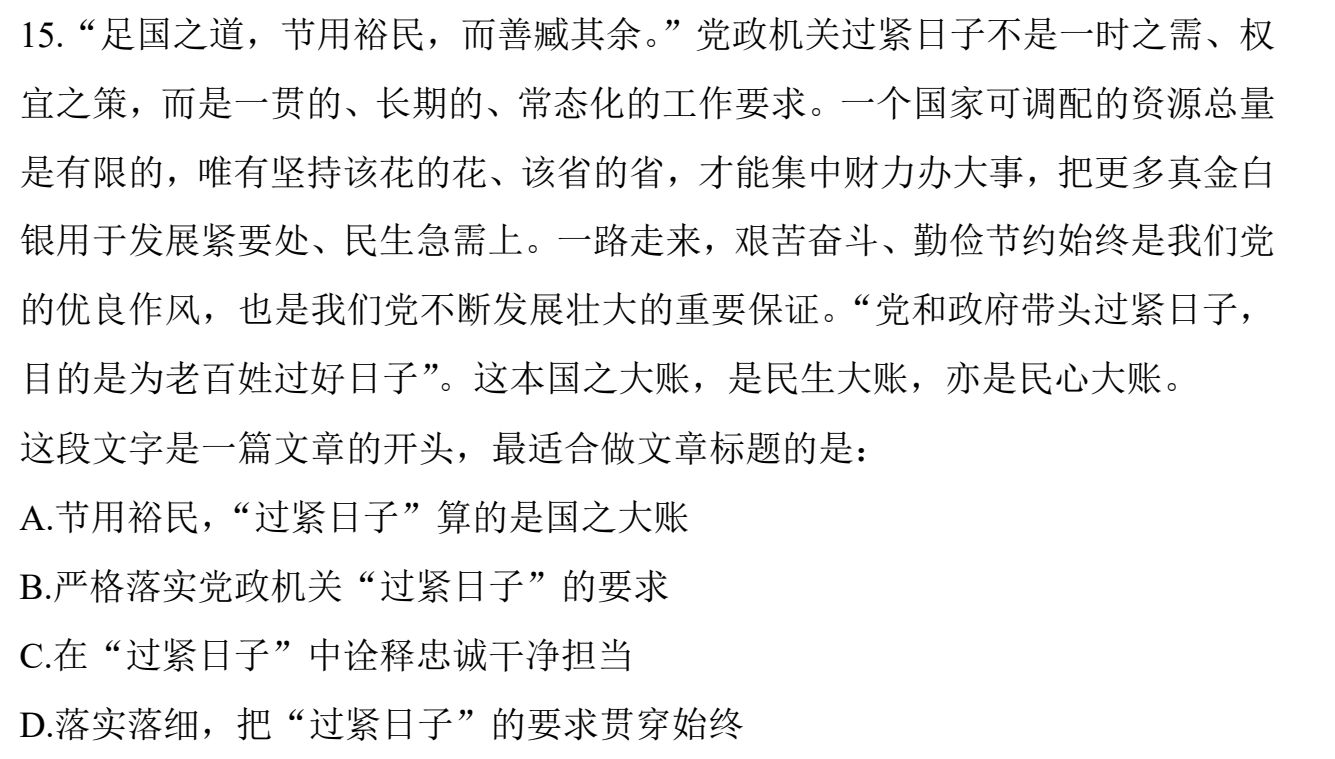 15.“足国之道，节用裕民，而善臧其余。”党政机关过紧日子不是一时之需、权
宜之策，而是一贯的、长期的、常态化的工作要求。一个国家可调配的资源总量
是有限的，唯有坚持该花的花、该省的省，才能集中财力办大事，把更多真金白
银用于发展紧要处、民生急需上。一路走来，艰苦奋斗、勤俭节约始终是我们党
的优良作风，也是我们党不断发展壮大的重要保证。“党和政府带头过紧日子，
目的是为老百姓过好日子”。这本国之大账，是民生大账，亦是民心大账。
这段文字是一篇文章的开头，最适合做文章标题的是：
A.节用裕民，“过紧日子”算的是国之大账
B.严格落实党政机关“过紧日子”的要求
C.在“过紧日子”中诠释忠诚干净担当
D.落实落细，把“过紧日子”的要求贯穿始终